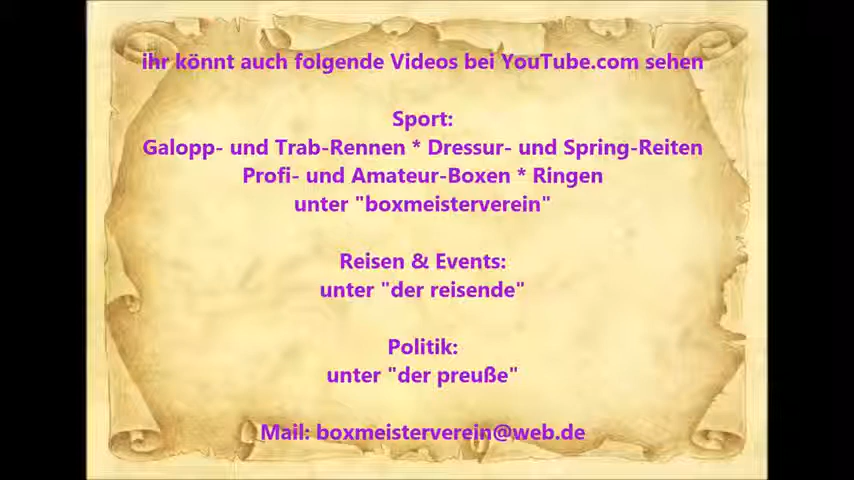 ihr könnt auch folgende Videos bei YouTube.com sehen
Sport:
Galopp- und Trab-Rennen * Dressur- und Spring-Reiten
Profi- und Amateur-Boxen * Ringen
unter "boxmeisterverein"
Reisen & Events:
unter "der reisende"
Politik:
unter "der preuße"
Mail: boxmeisterverein@web.de